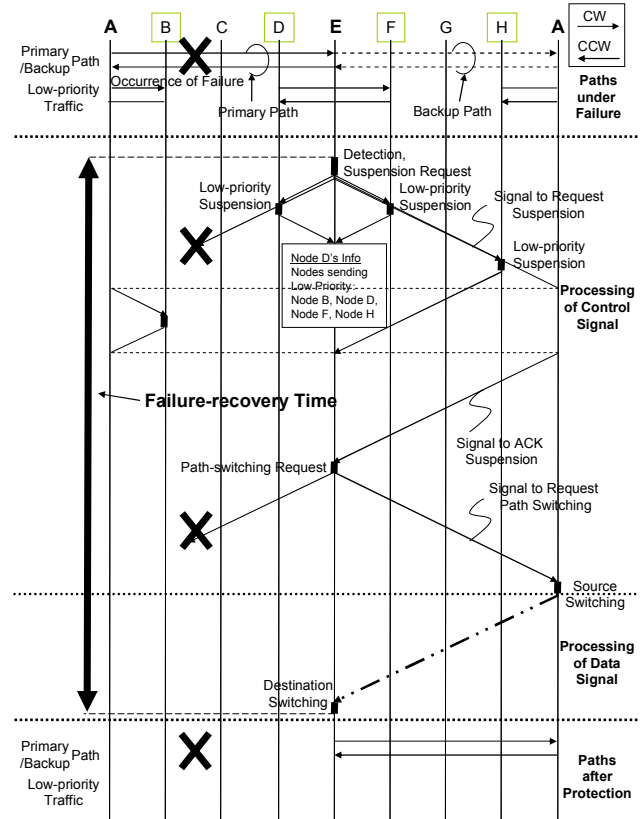 A B C D E F G H A
CW
CCW
Primary
/Backup Path
Occurrence of Failure
Low-priority
Traffic
Primary Path
Backup Path
Paths
under
Failure
Detection,
Suspension Request
Low-priority
Suspension
Low-priority
Suspension
Signal to Request
Suspension
Low-priority
Suspension
Node D's Info
Nodes sending
Low Priority:
Node B, Node D,
Node F, Node H
Processing
of Control
Signal
Failure-recovery Time
Signal to ACK
Suspension
Path-switching Request
Signal to Request
Path Switching
Source
Switching
Processing
of Data
Signal
Destination
Switching
Primary
/Backup Path
Low-priority
Traffic
Paths
after
Protection